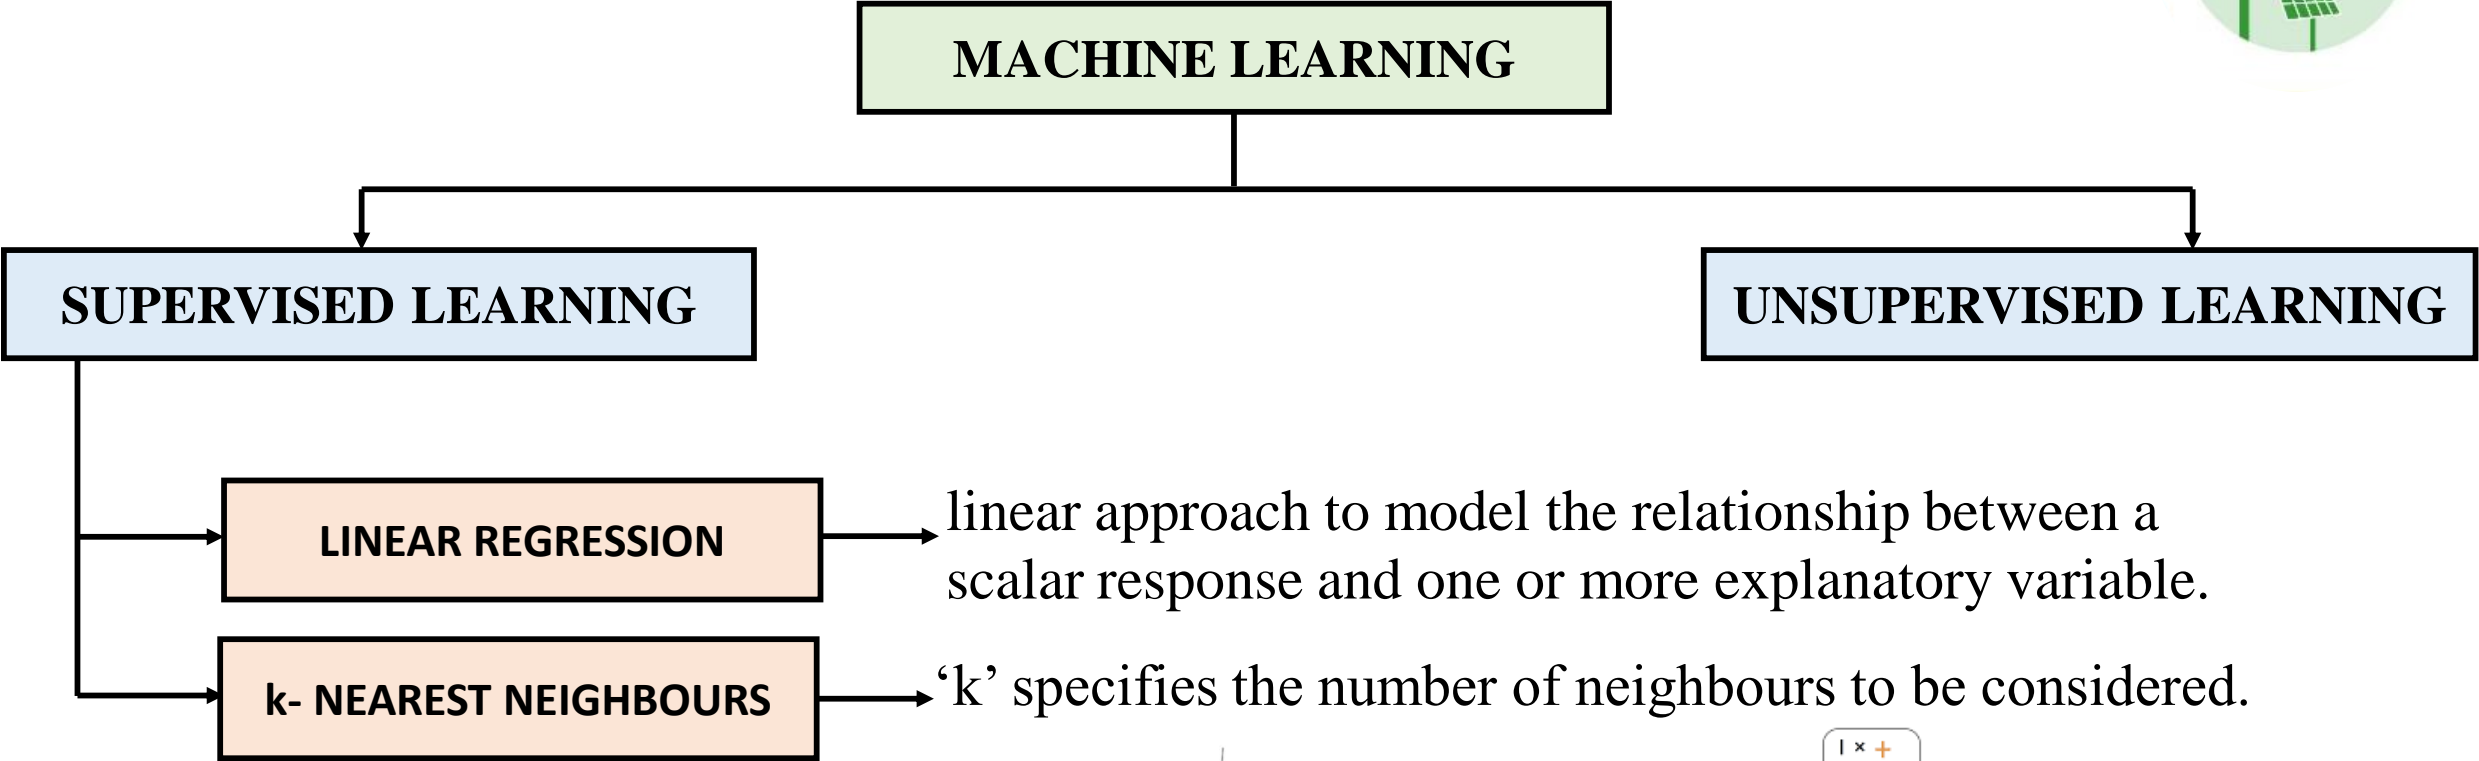 MACHINE LEARNING
SUPERVISED LEARNING
UNSUPERVISED LEARNING
LINEAR REGRESSION
linear approach to model the relationship between a
scalar response and one or more explanatory variable.
k- NEAREST NEIGHBOURS
‘k’ specifies the number of neighbours to be considered.